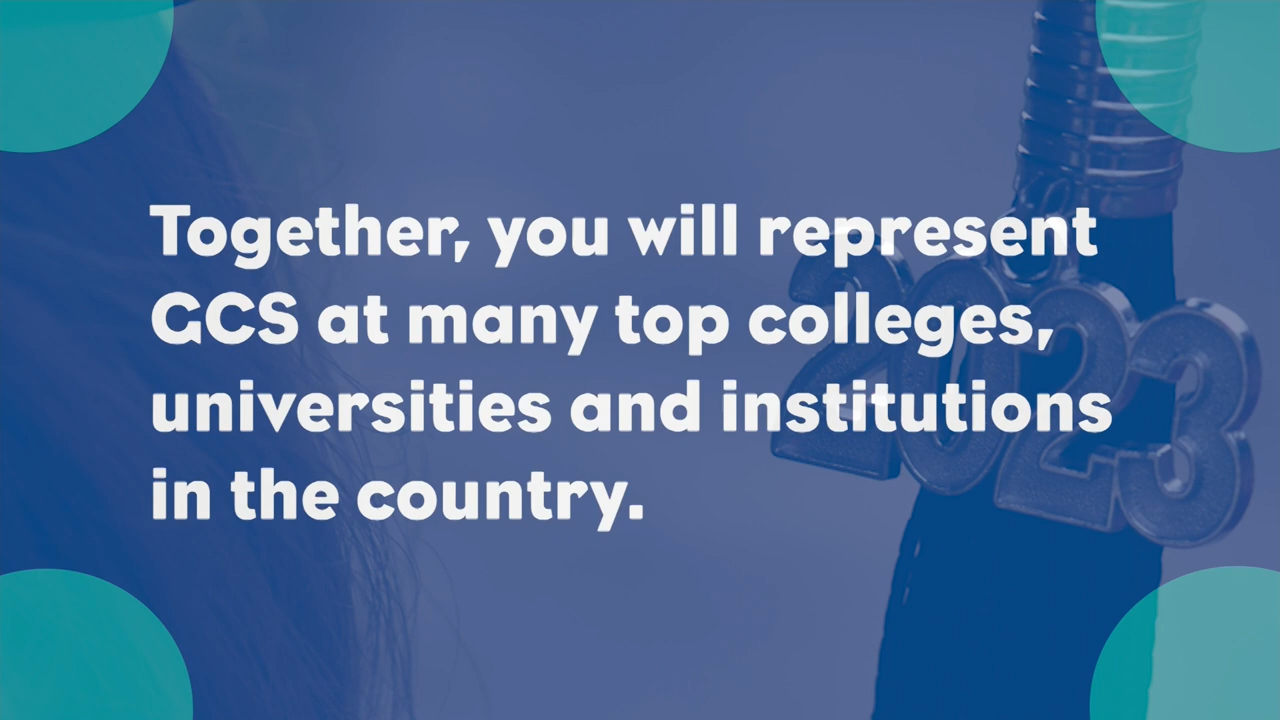 Together, you will represent
GCS at many top colleges,
universities and institutions
in the country.
2023